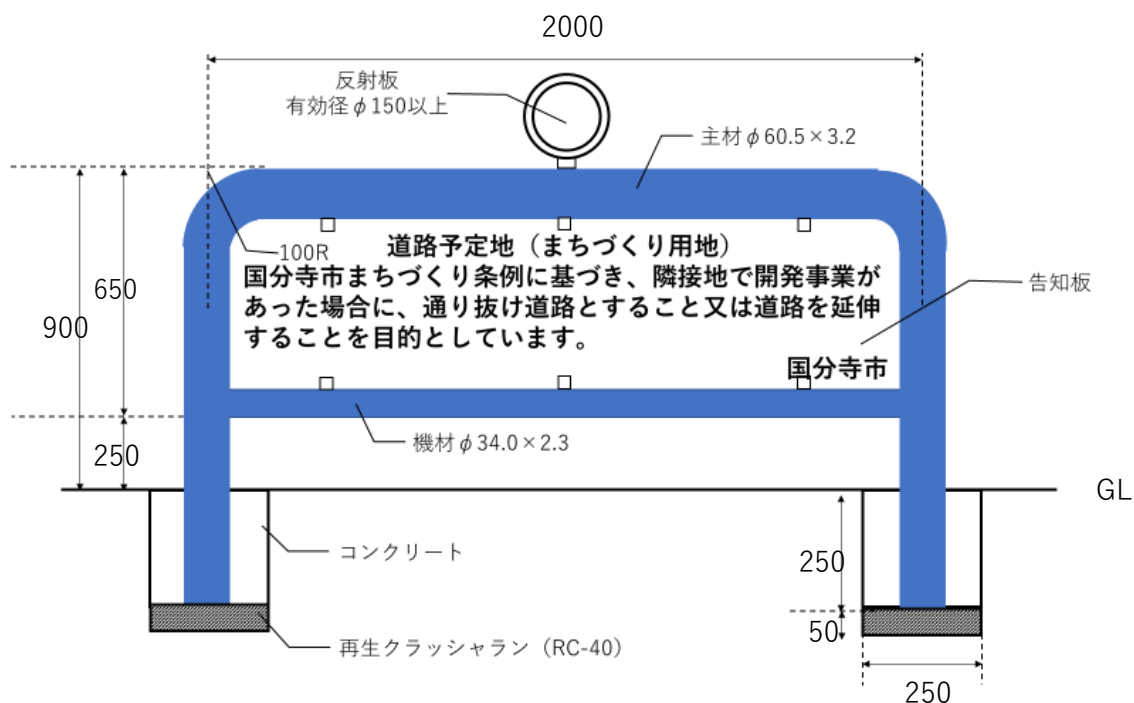 2000
反射板
有効径φ150以上
主材φ60.5×3.2
100R
道路予定地（まちづくり用地）
国分寺市まちづくり条例に基づき、隣接地で開発事業が
あった場合に、通り抜け道路とすること又は道路を延伸
することを目的としています。
国分寺市
告知板
650
900
機材φ34.0×2.3
250
GL
コンクリート
250
再生クラッシャラン（RC-40）
50
250